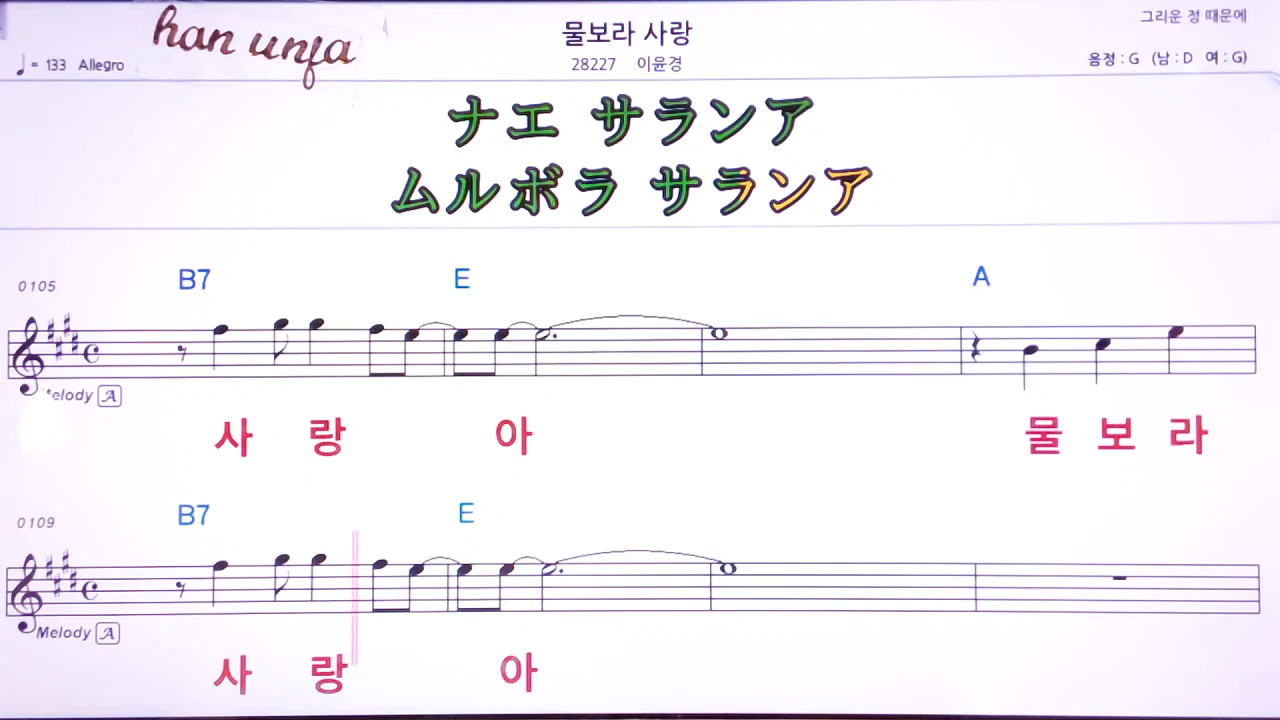 han unja
물보라 사랑
그리운 정 때문에
♩= 133 Allegro
28227 이윤경
음정 : G (남 : D 여 : G)
ナエ サランア
ムルボラ サランア
0105
B7 E A
Melody A
사 랑 아 물 보 라
0109
B7 E
Melody A
사 랑 아